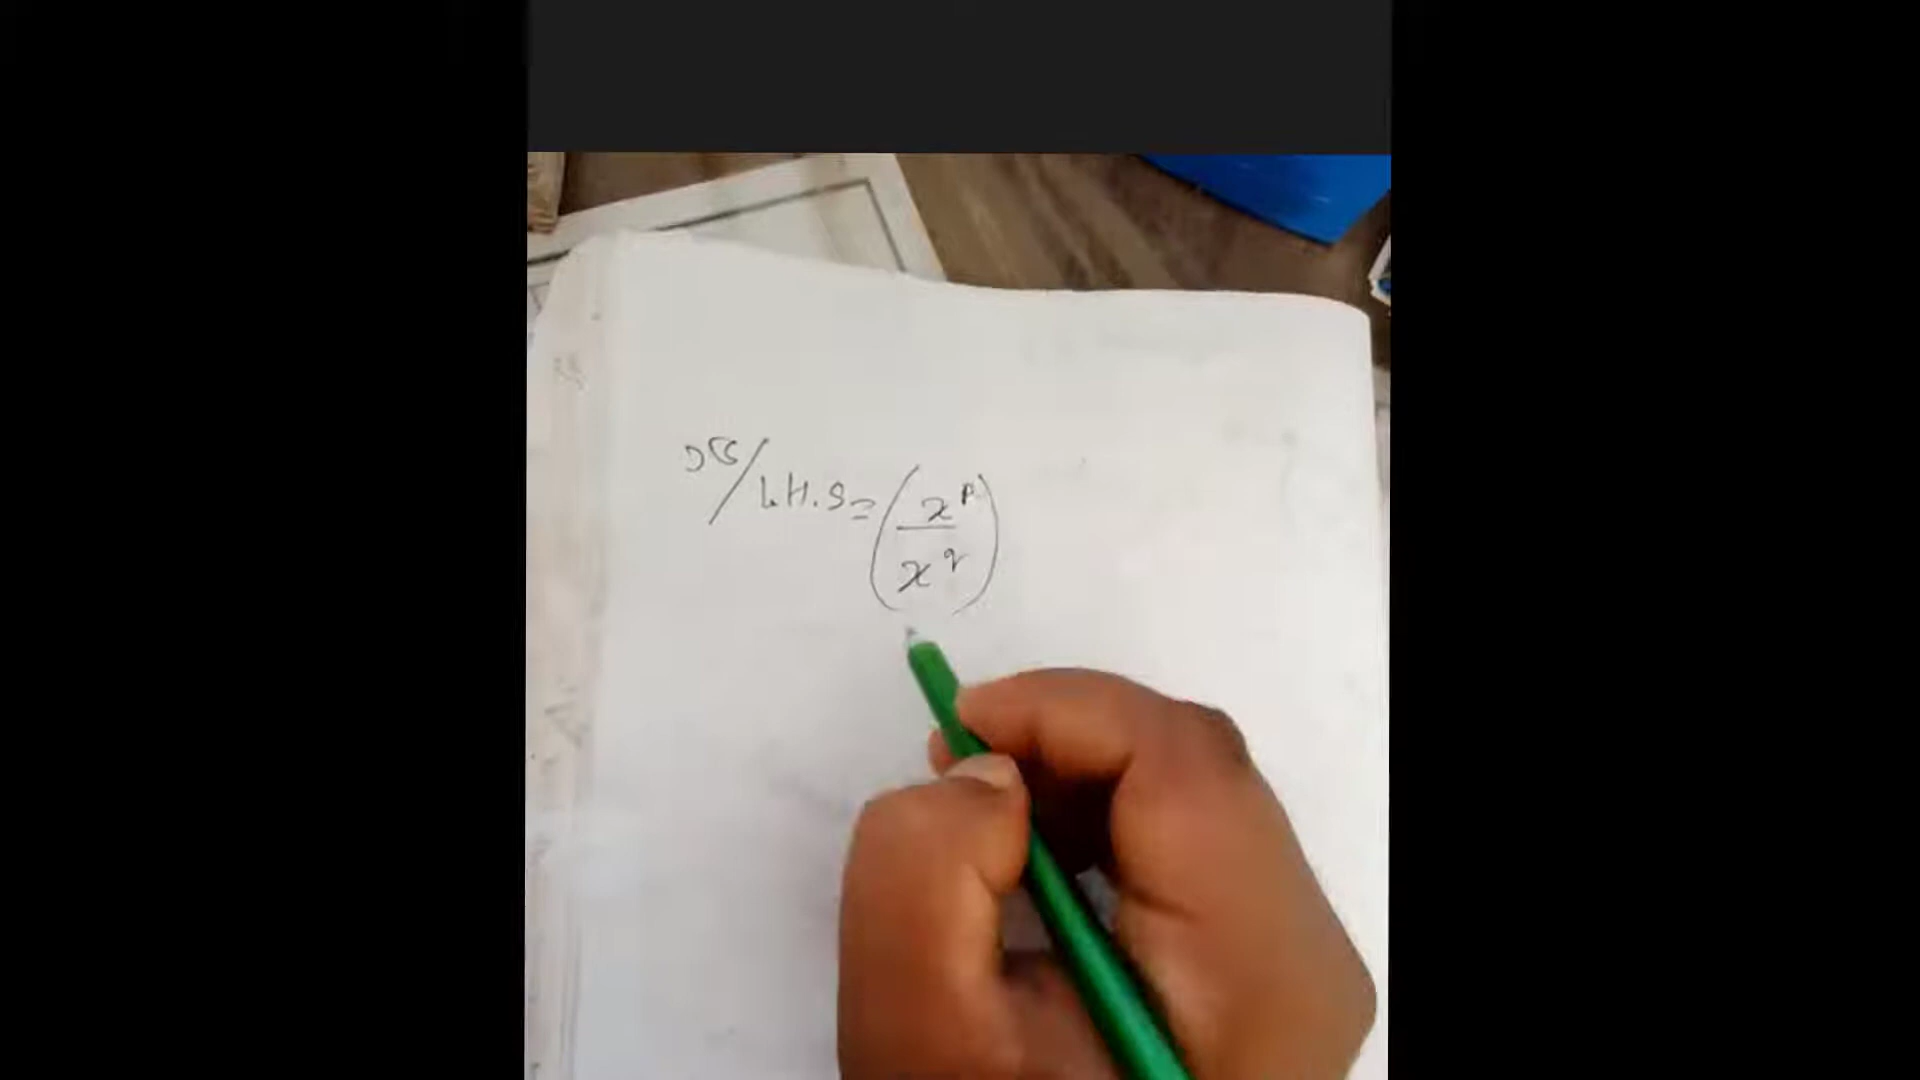 L.H.S = (x^p / x^q)